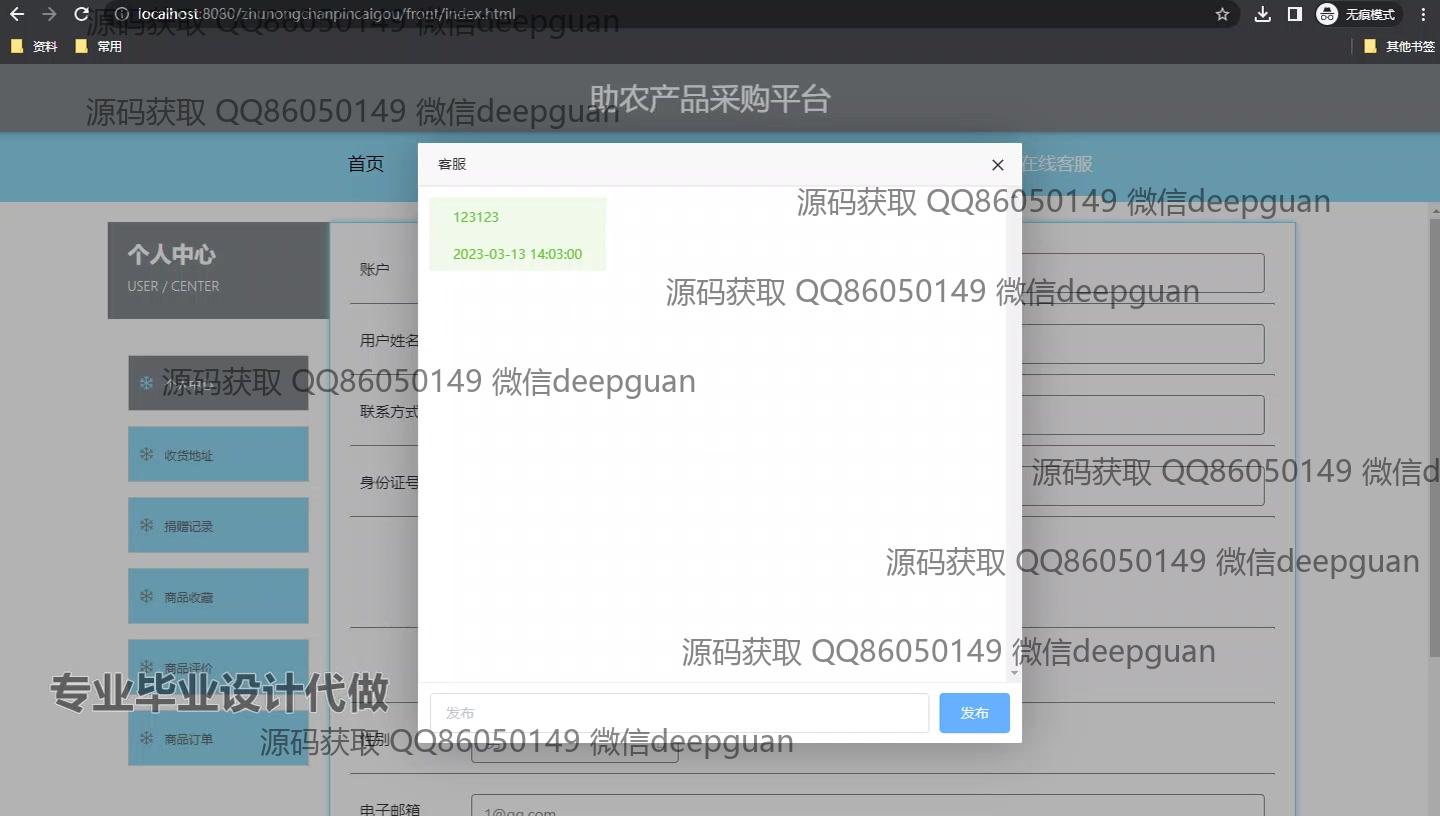 localhost:8080/zhunongchanpincaigou/front/index.html
无痕模式
资料
常用
其他书签
源码获取 QQ86050149 微信deepguan
助农产品采购平台
源码获取 QQ86050149 微信deepguan
首页
在线客服
客服
源码获取 QQ86050149 微信deepguan
123123
2023-03-13 14:03:00
个人中心
USER / CENTER
账户
源码获取 QQ86050149 微信deepguan
用户姓名
个人中心
源码获取 QQ86050149 微信deepguan
联系方式
收货地址
身份证号
源码获取 QQ86050149 微信d
捐赠记录
源码获取 QQ86050149 微信deepguan
商品收藏
源码获取 QQ86050149 微信deepguan
商品评价
专业毕业设计代做
发布
发布
商品订单
性别
源码获取 QQ86050149 微信deepguan
电子邮箱
1@qq.com